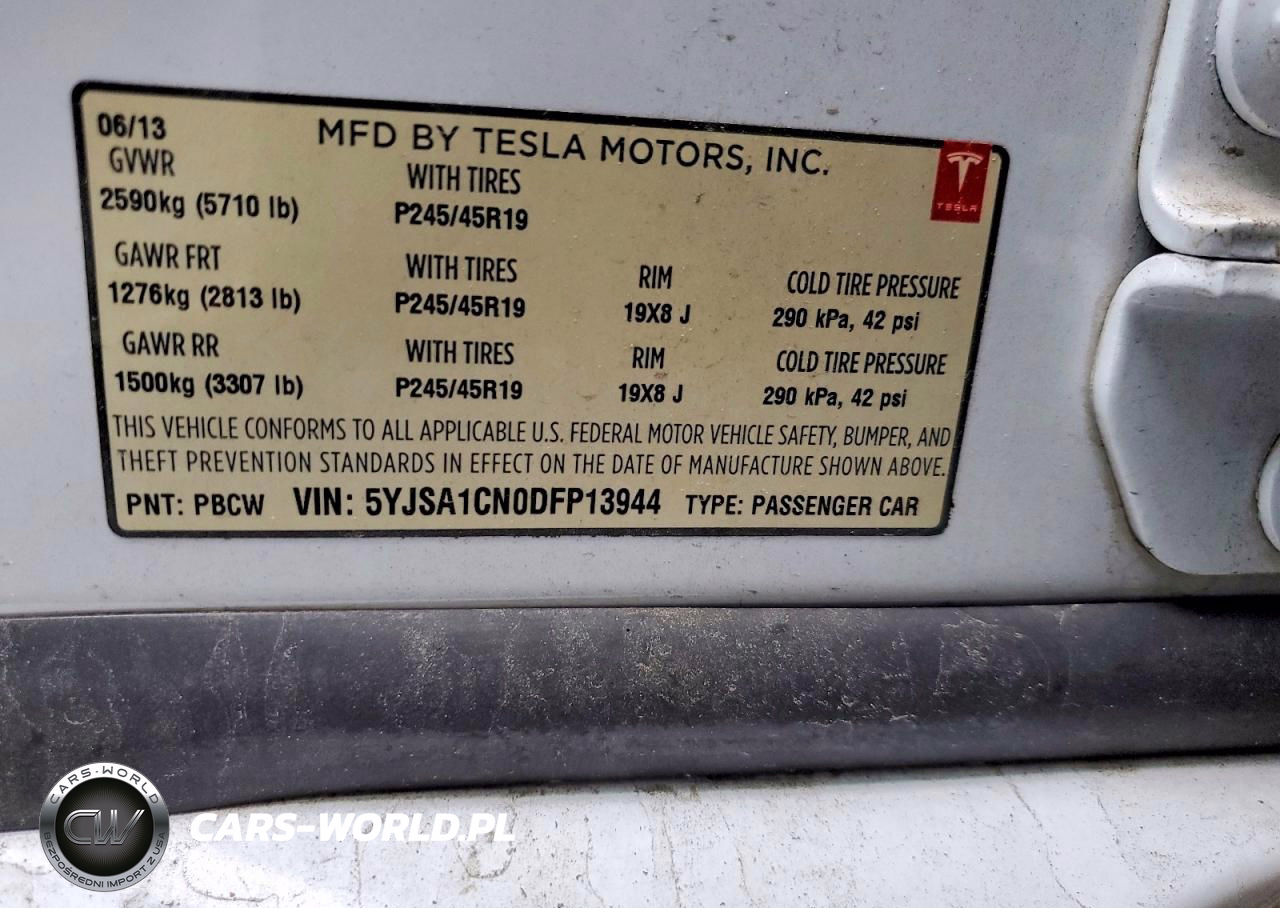 06/13 MFD BY TESLA MOTORS, INC.
TESLA
GVWR WITH TIRES
2590kg (5710 lb) P245/45R19
GAWR FRT WITH TIRES RIM COLD TIRE PRESSURE
1276kg (2813 lb) P245/45R19 19X8 J 290 kPa, 42 psi
GAWR RR WITH TIRES RIM COLD TIRE PRESSURE
1500kg (3307 lb) P245/45R19 19X8 J 290 kPa, 42 psi
THIS VEHICLE CONFORMS TO ALL APPLICABLE U.S. FEDERAL MOTOR VEHICLE SAFETY, BUMPER, AND
THEFT PREVENTION STANDARDS IN EFFECT ON THE DATE OF MANUFACTURE SHOWN ABOVE.
PNT: PBCW VIN: 5YJSA1CN0DFP13944 TYPE: PASSENGER CAR
CARS-WORLD
CW
BEZPOŚREDNI IMPORT Z USA
CARS-WORLD.PL